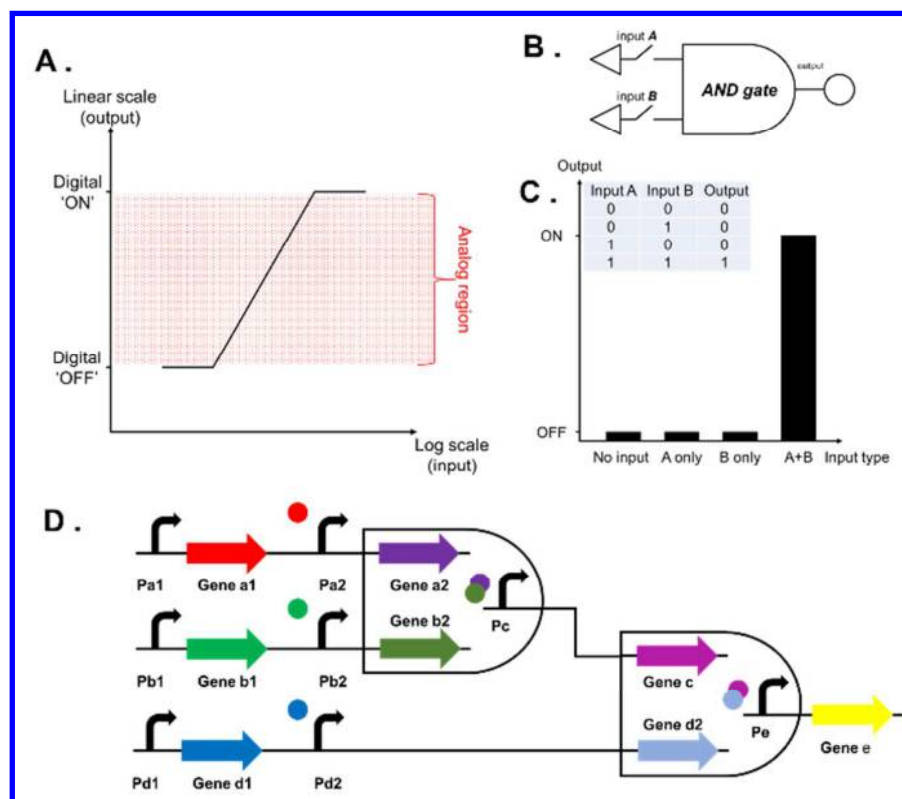 A .
Linear scale
(output)
Digital
'ON'
Digital
'OFF'
Analog region
Log scale
(input)
B .
input A
input B
AND gate
output
C .
Output
Input A Input B Output
0 0 0
0 1 0
1 0 0
1 1 1
ON
OFF
No input A only B only A+B Input type
D .
Pa1 Gene a1 Pa2 Gene a2
Pb1 Gene b1 Pb2 Gene b2
Pc
Pd1 Gene d1 Pd2
Gene c
Gene d2
Pe
Gene e